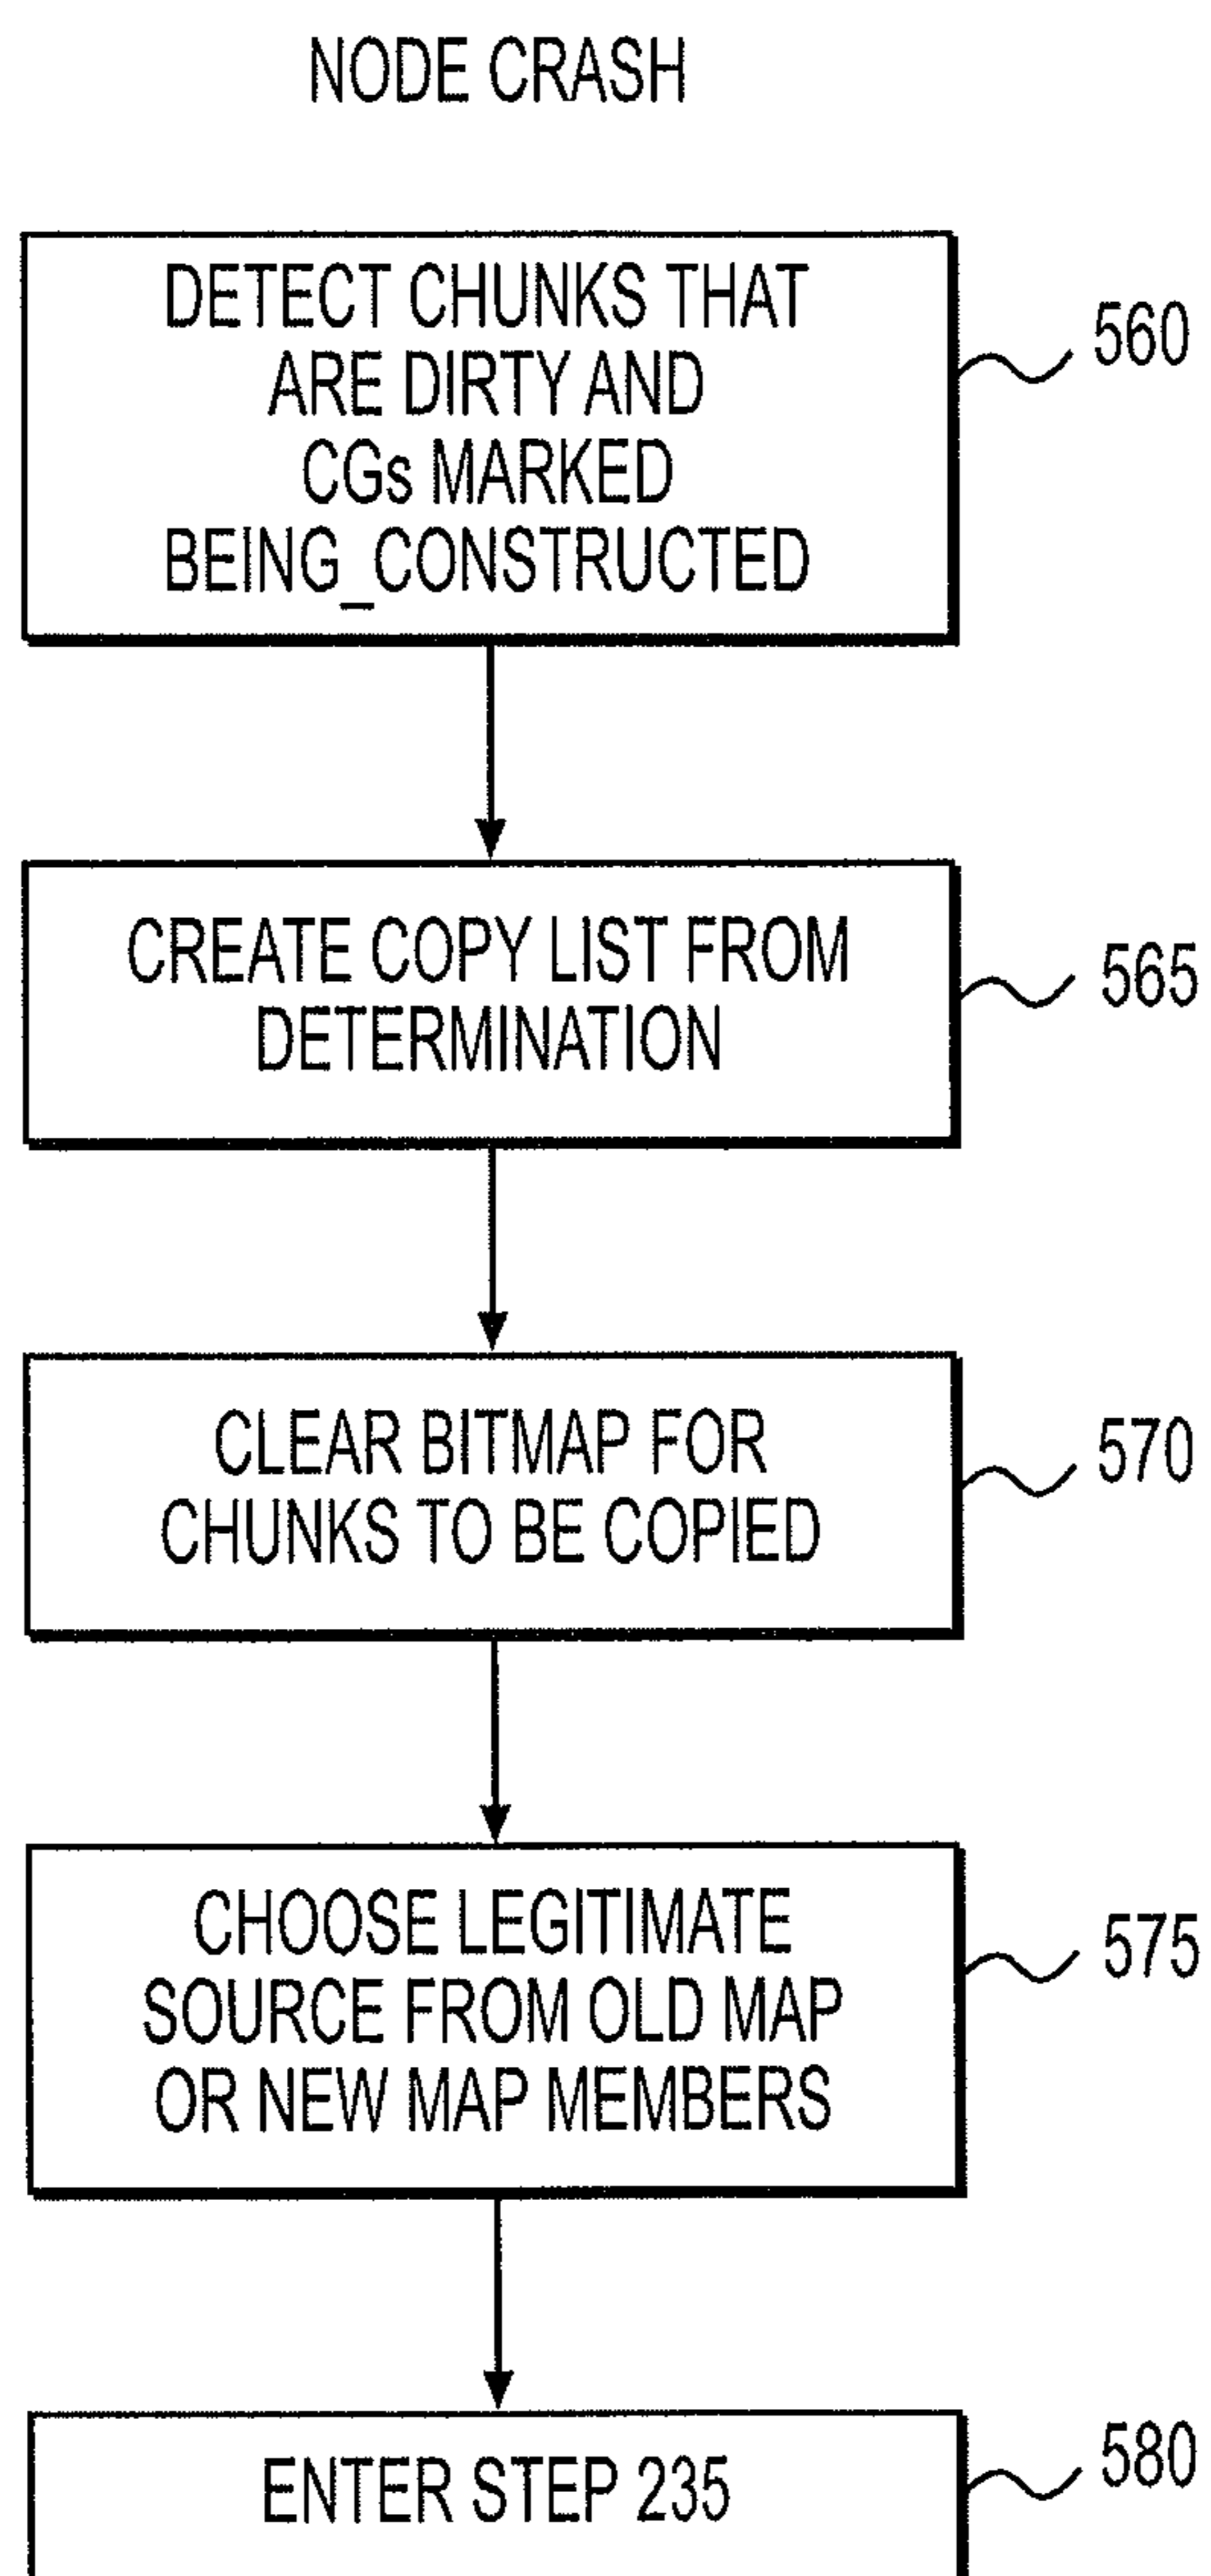 NODE CRASH
DETECT CHUNKS THAT
ARE DIRTY AND
CGs MARKED
BEING_CONSTRUCTED
560
CREATE COPY LIST FROM
DETERMINATION
565
CLEAR BITMAP FOR
CHUNKS TO BE COPIED
570
CHOOSE LEGITIMATE
SOURCE FROM OLD MAP
OR NEW MAP MEMBERS
575
ENTER STEP 235
580